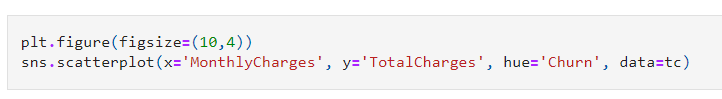 plt.figure(figsize=(10,4))
sns.scatterplot(x='MonthlyCharges', y='TotalCharges', hue='Churn', data=tc)